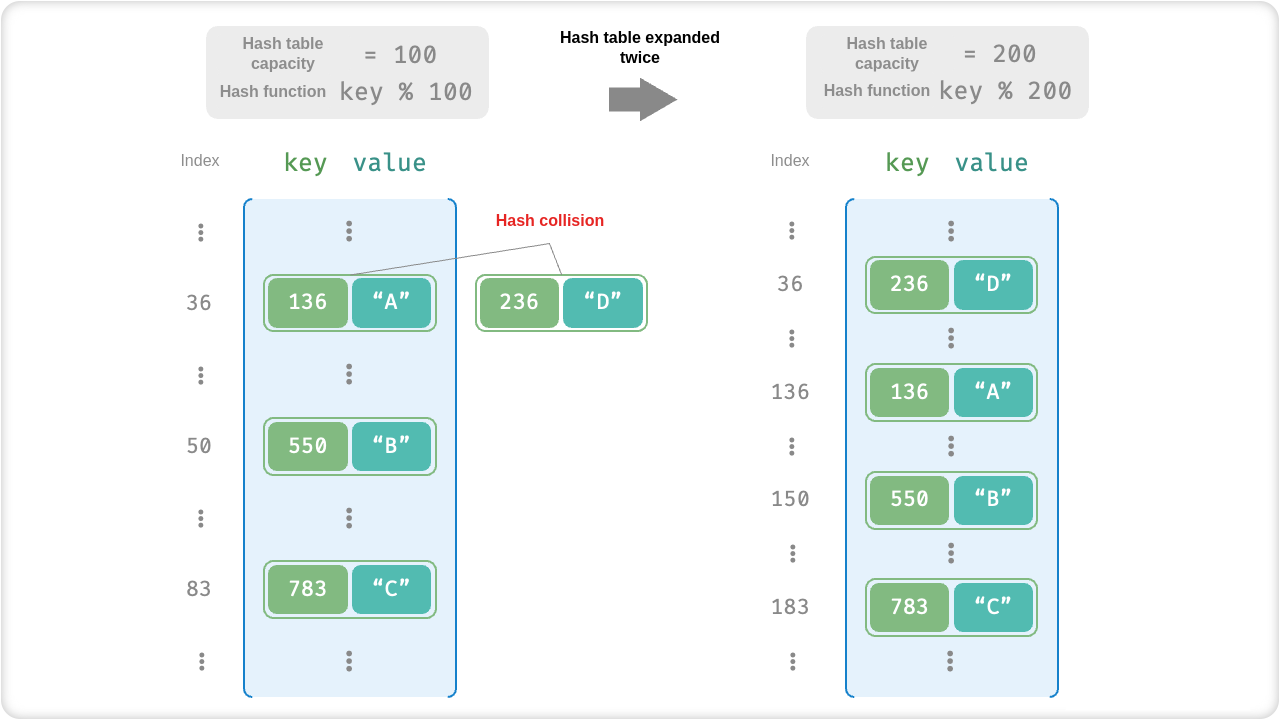 Hash table
capacity
= 100
Hash function key % 100
Hash table expanded
twice
Hash table
capacity
= 200
Hash function key % 200
Index key value
Hash collision
36 136 “A” 236 “D”
50 550 “B”
83 783 “C”
Index key value
36 236 “D”
136 136 “A”
150 550 “B”
183 783 “C”